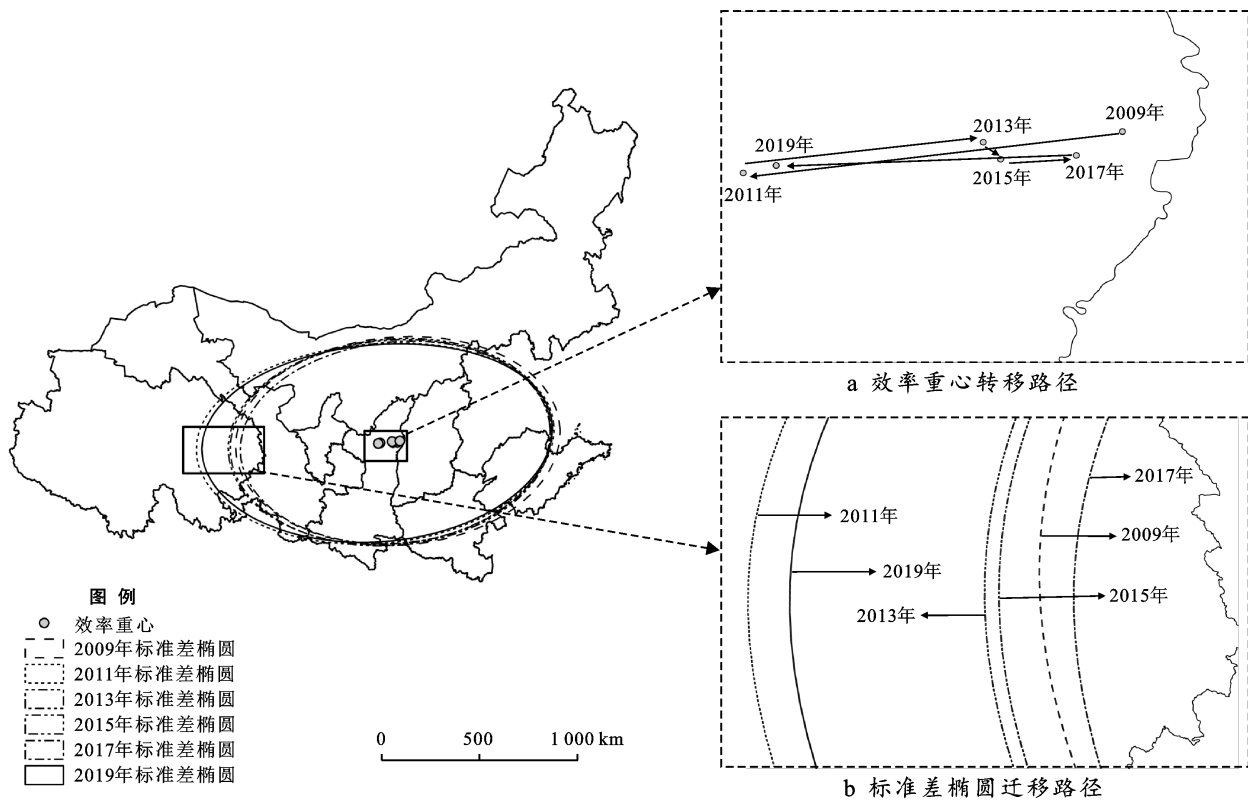 2009年
2013年
2019年
2015年
2017年
2011年
a 效率重心转移路径
2017年
2011年
2009年
2019年
2015年
2013年
b 标准差椭圆迁移路径
图 例
效率重心
2009年标准差椭圆
2011年标准差椭圆
2013年标准差椭圆
2015年标准差椭圆
2017年标准差椭圆
2019年标准差椭圆
0 500 1 000 km